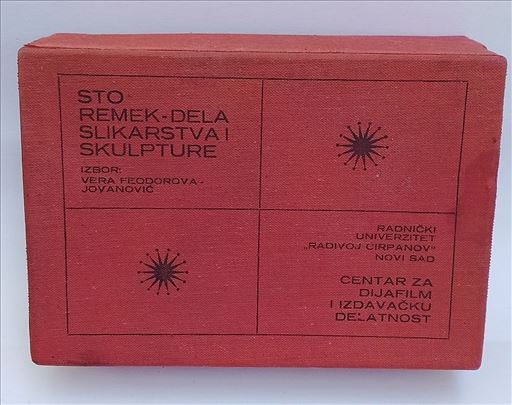 STO
REMEK-DELA
SLIKARSTVA I
SKULPTURE
IZBOR:
VERA FEODOROVA-
JOVANOVIĆ
RADNIČKI
UNIVERZITET
„RADIVOJ ĆIRPANOV"
NOVI SAD
CENTAR ZA
DIJAFILM
I IZDAVAČKU
DELATNOST